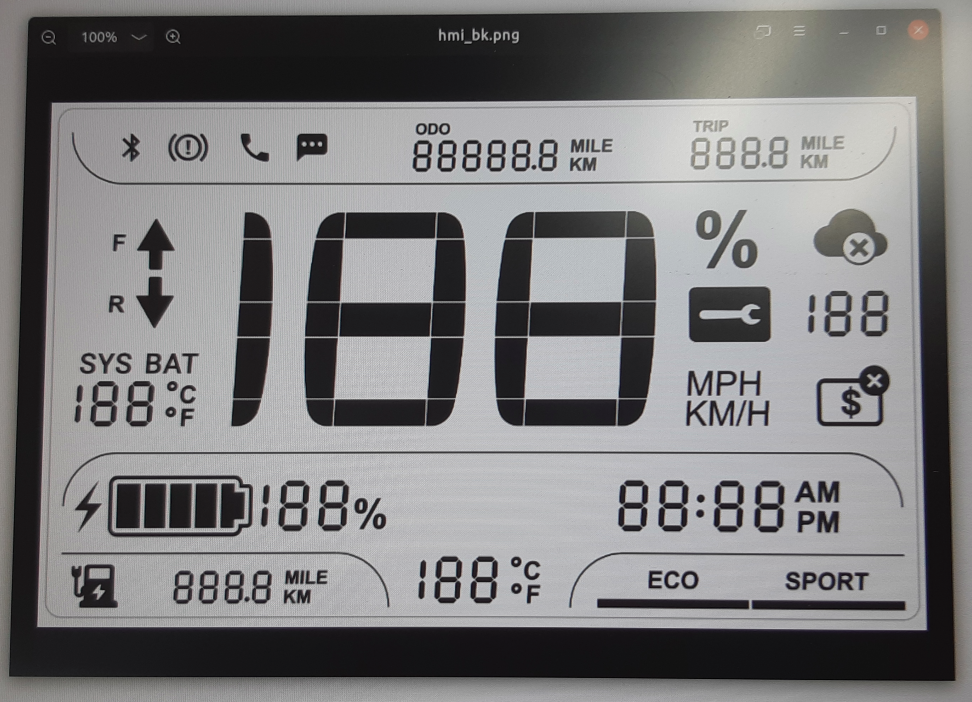 100%
hmi_bk.png
ODO
88888.8 MILE
KM
TRIP
888.8 MILE
KM
F
R
188
%
188
SYS BAT
188 °C
°F
MPH
KM/H
$
188%
88:88 AM
PM
888.8 MILE
KM
188 °C
°F
ECO
SPORT